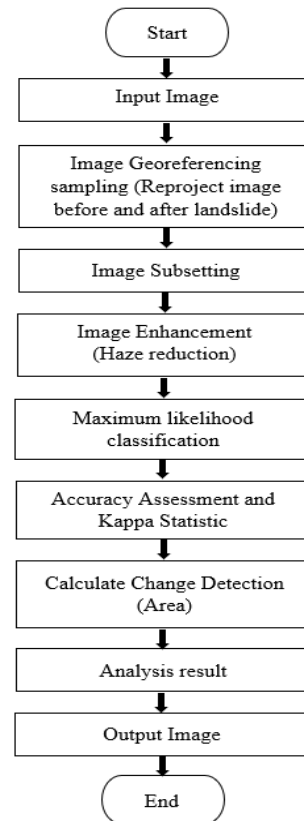 Start
Input Image
Image Georeferencing
sampling (Reproject image
before and after landslide)
Image Subsetting
Image Enhancement
(Haze reduction)
Maximum likelihood
classification
Accuracy Assessment and
Kappa Statistic
Calculate Change Detection
(Area)
Analysis result
Output Image
End